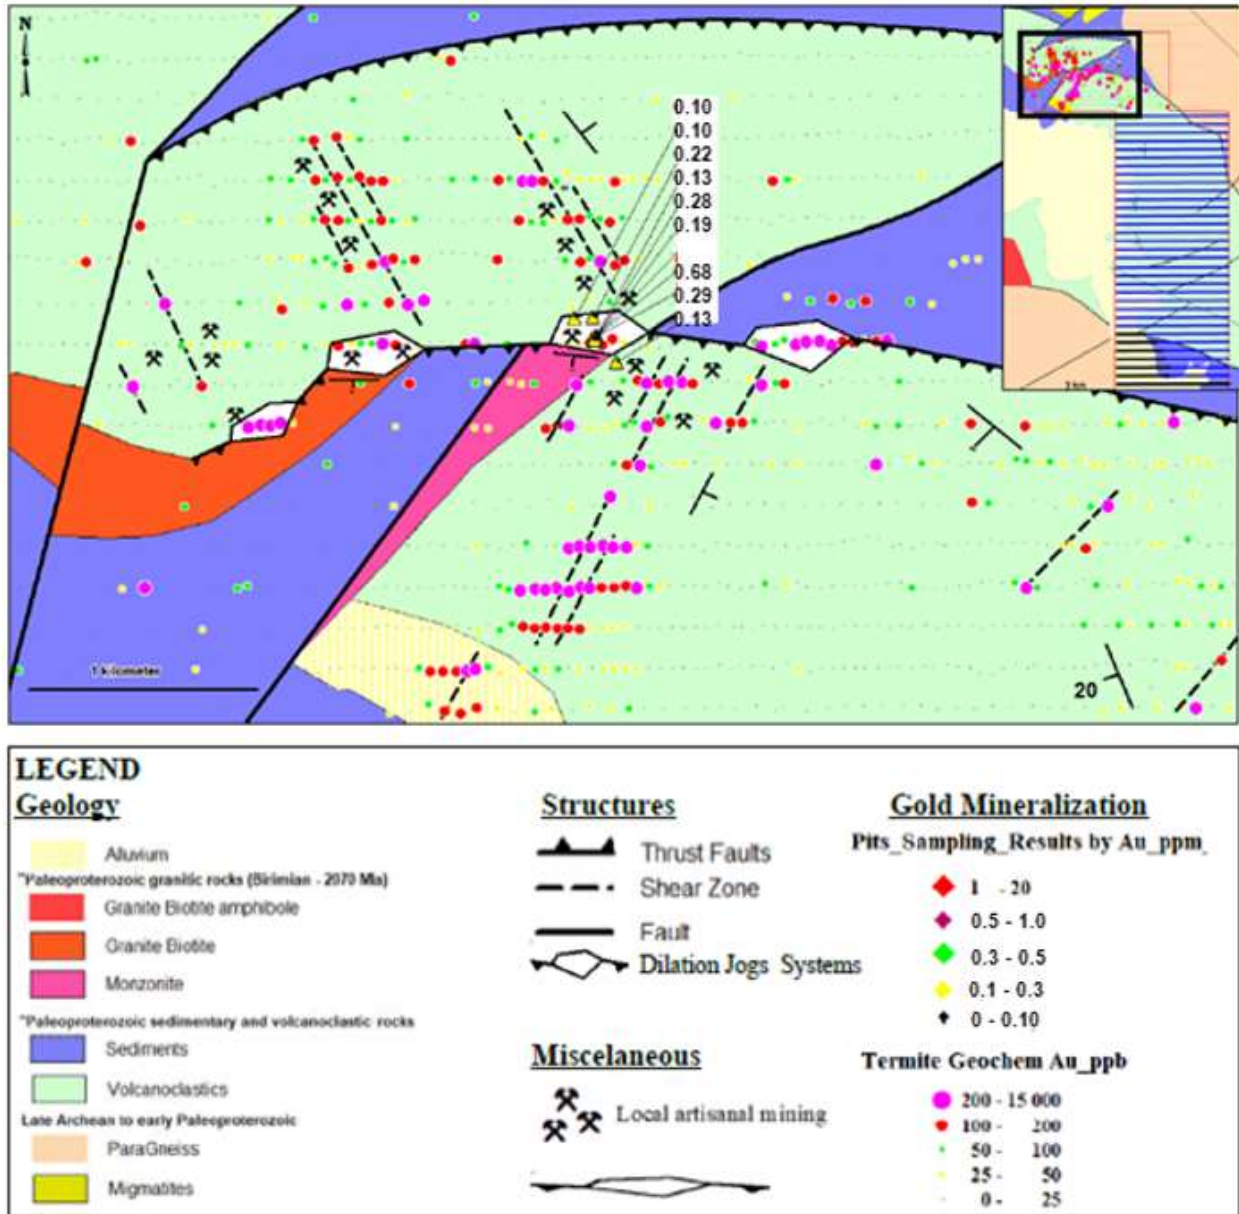 N
0.10
0.10
0.22
0.13
0.28
0.19
0.68
0.29
0.13
1 kilometer
20
LEGEND
Geology
Alluvium
"Paleoproterozoic granitic rocks (Birimian - 2070 Ma)
Granite Biotite amphibole
Granite Biotite
Monzonite
"Paleoproterozoic sedimentary and volcanoclastic rocks
Sediments
Volcanoclastics
Late Archean to early Paleoproterozoic
ParaGneiss
Migmatites
Structures
Thrust Faults
Shear Zone
Fault
Dilation Jogs Systems
Miscelaneous
Local artisanal mining
Gold Mineralization
Pits_Sampling_Results by Au_ppm_
1 - 20
0.5 - 1.0
0.3 - 0.5
0.1 - 0.3
0 - 0.10
Termite Geochem Au_ppb
200 - 15 000
100 - 200
50 - 100
25 - 50
0 - 25